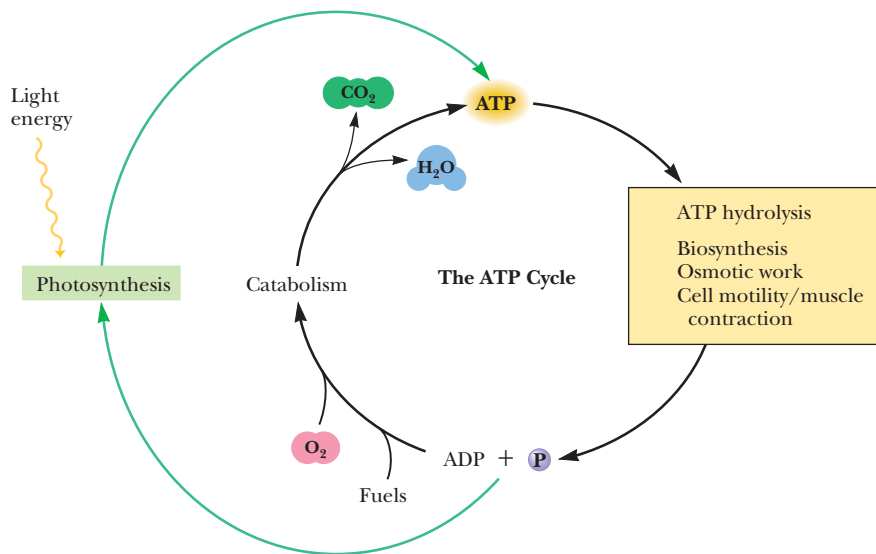 CO₂
ATP
Light
energy
H₂O
ATP hydrolysis
Biosynthesis
Osmotic work
Cell motility/muscle
contraction
Photosynthesis
Catabolism
The ATP Cycle
O₂
ADP + P
Fuels